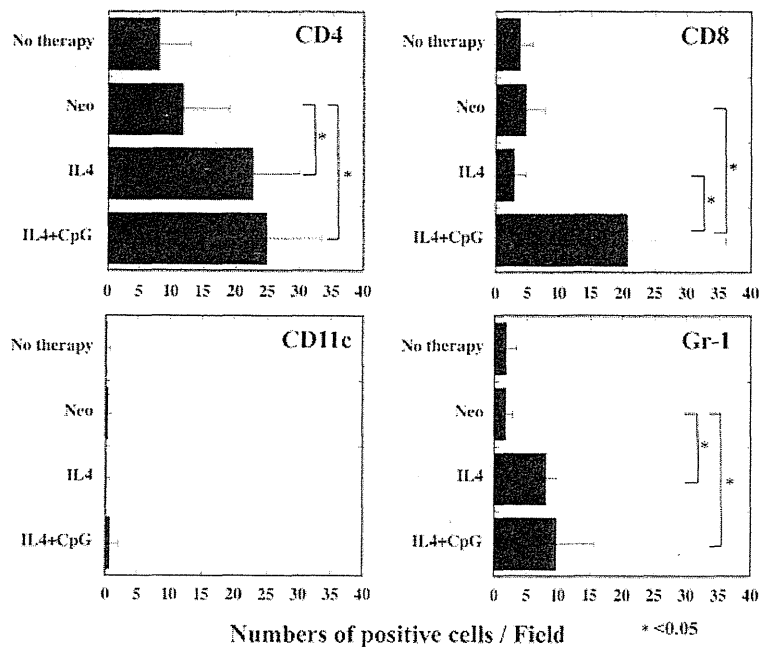 CD4
No therapy
Neo
IL4
IL4+CpG
*
*
0 5 10 15 20 25 30 35 40
CD8
No therapy
Neo
IL4
IL4+CpG
*
*
0 5 10 15 20 25 30 35 40
CD11c
No therapy
Neo
IL4
IL4+CpG
0 5 10 15 20 25 30 35 40
Gr-1
No therapy
Neo
IL4
IL4+CpG
*
*
0 5 10 15 20 25 30 35 40
Numbers of positive cells / Field
* <0.05